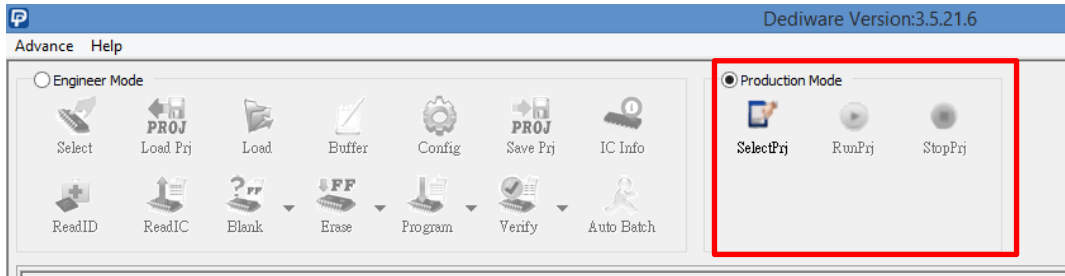 Dediware Version:3.5.21.6
Advance Help
Engineer Mode
Production Mode
PROJ
PROJ
Select Load Prj Load Buffer Config Save Prj IC Info
SelectPrj RunPrj StopPrj
? FF
FF
ReadID ReadIC Blank Erase Program Verify Auto Batch